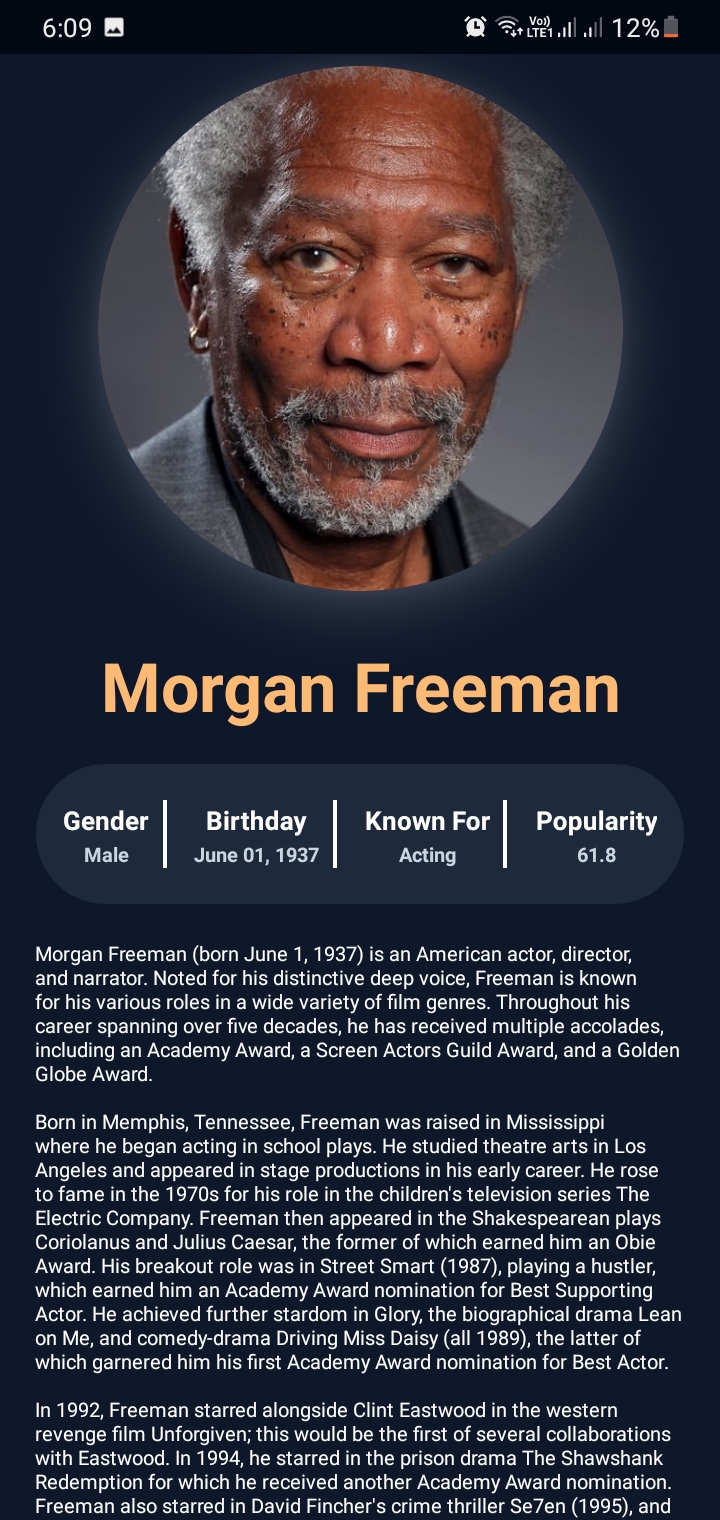 6:09
Vo))
LTE1
12%
Morgan Freeman
Gender Birthday Known For Popularity
Male June 01, 1937 Acting 61.8
Morgan Freeman (born June 1, 1937) is an American actor, director,
and narrator. Noted for his distinctive deep voice, Freeman is known
for his various roles in a wide variety of film genres. Throughout his
career spanning over five decades, he has received multiple accolades,
including an Academy Award, a Screen Actors Guild Award, and a Golden
Globe Award.
Born in Memphis, Tennessee, Freeman was raised in Mississippi
where he began acting in school plays. He studied theatre arts in Los
Angeles and appeared in stage productions in his early career. He rose
to fame in the 1970s for his role in the children's television series The
Electric Company. Freeman then appeared in the Shakespearean plays
Coriolanus and Julius Caesar, the former of which earned him an Obie
Award. His breakout role was in Street Smart (1987), playing a hustler,
which earned him an Academy Award nomination for Best Supporting
Actor. He achieved further stardom in Glory, the biographical drama Lean
on Me, and comedy-drama Driving Miss Daisy (all 1989), the latter of
which garnered him his first Academy Award nomination for Best Actor.
In 1992, Freeman starred alongside Clint Eastwood in the western
revenge film Unforgiven; this would be the first of several collaborations
with Eastwood. In 1994, he starred in the prison drama The Shawshank
Redemption for which he received another Academy Award nomination.
Freeman also starred in David Fincher's crime thriller Se7en (1995), and